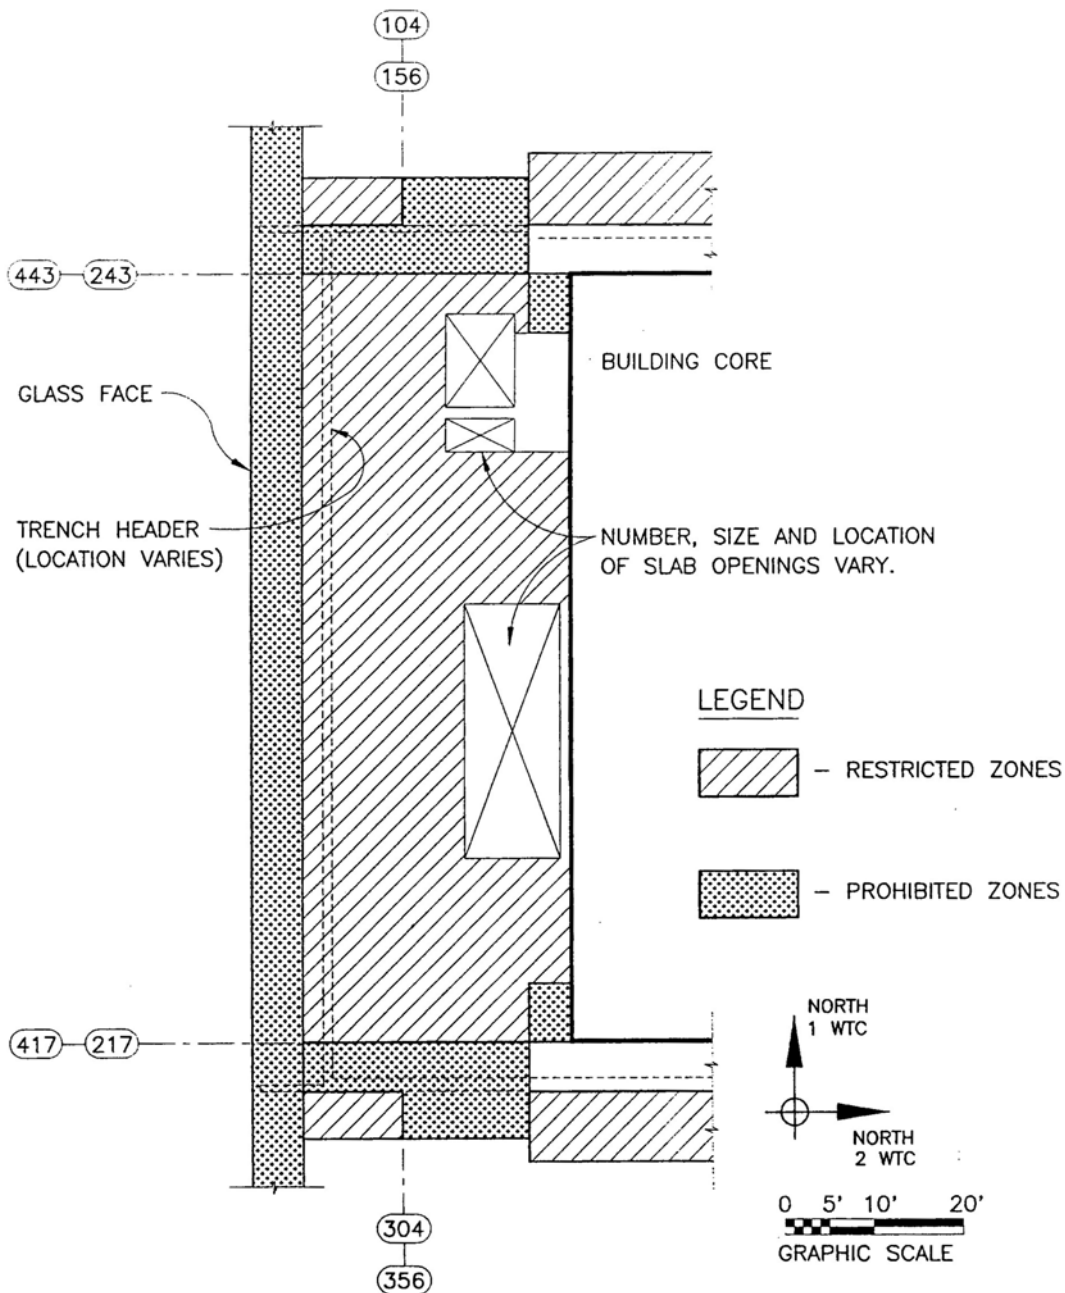 104
156
443 243
GLASS FACE
BUILDING CORE
TRENCH HEADER
(LOCATION VARIES)
NUMBER, SIZE AND LOCATION
OF SLAB OPENINGS VARY.
LEGEND
– RESTRICTED ZONES
– PROHIBITED ZONES
NORTH
1 WTC
417 217
NORTH
2 WTC
0 5' 10' 20'
GRAPHIC SCALE
304
356